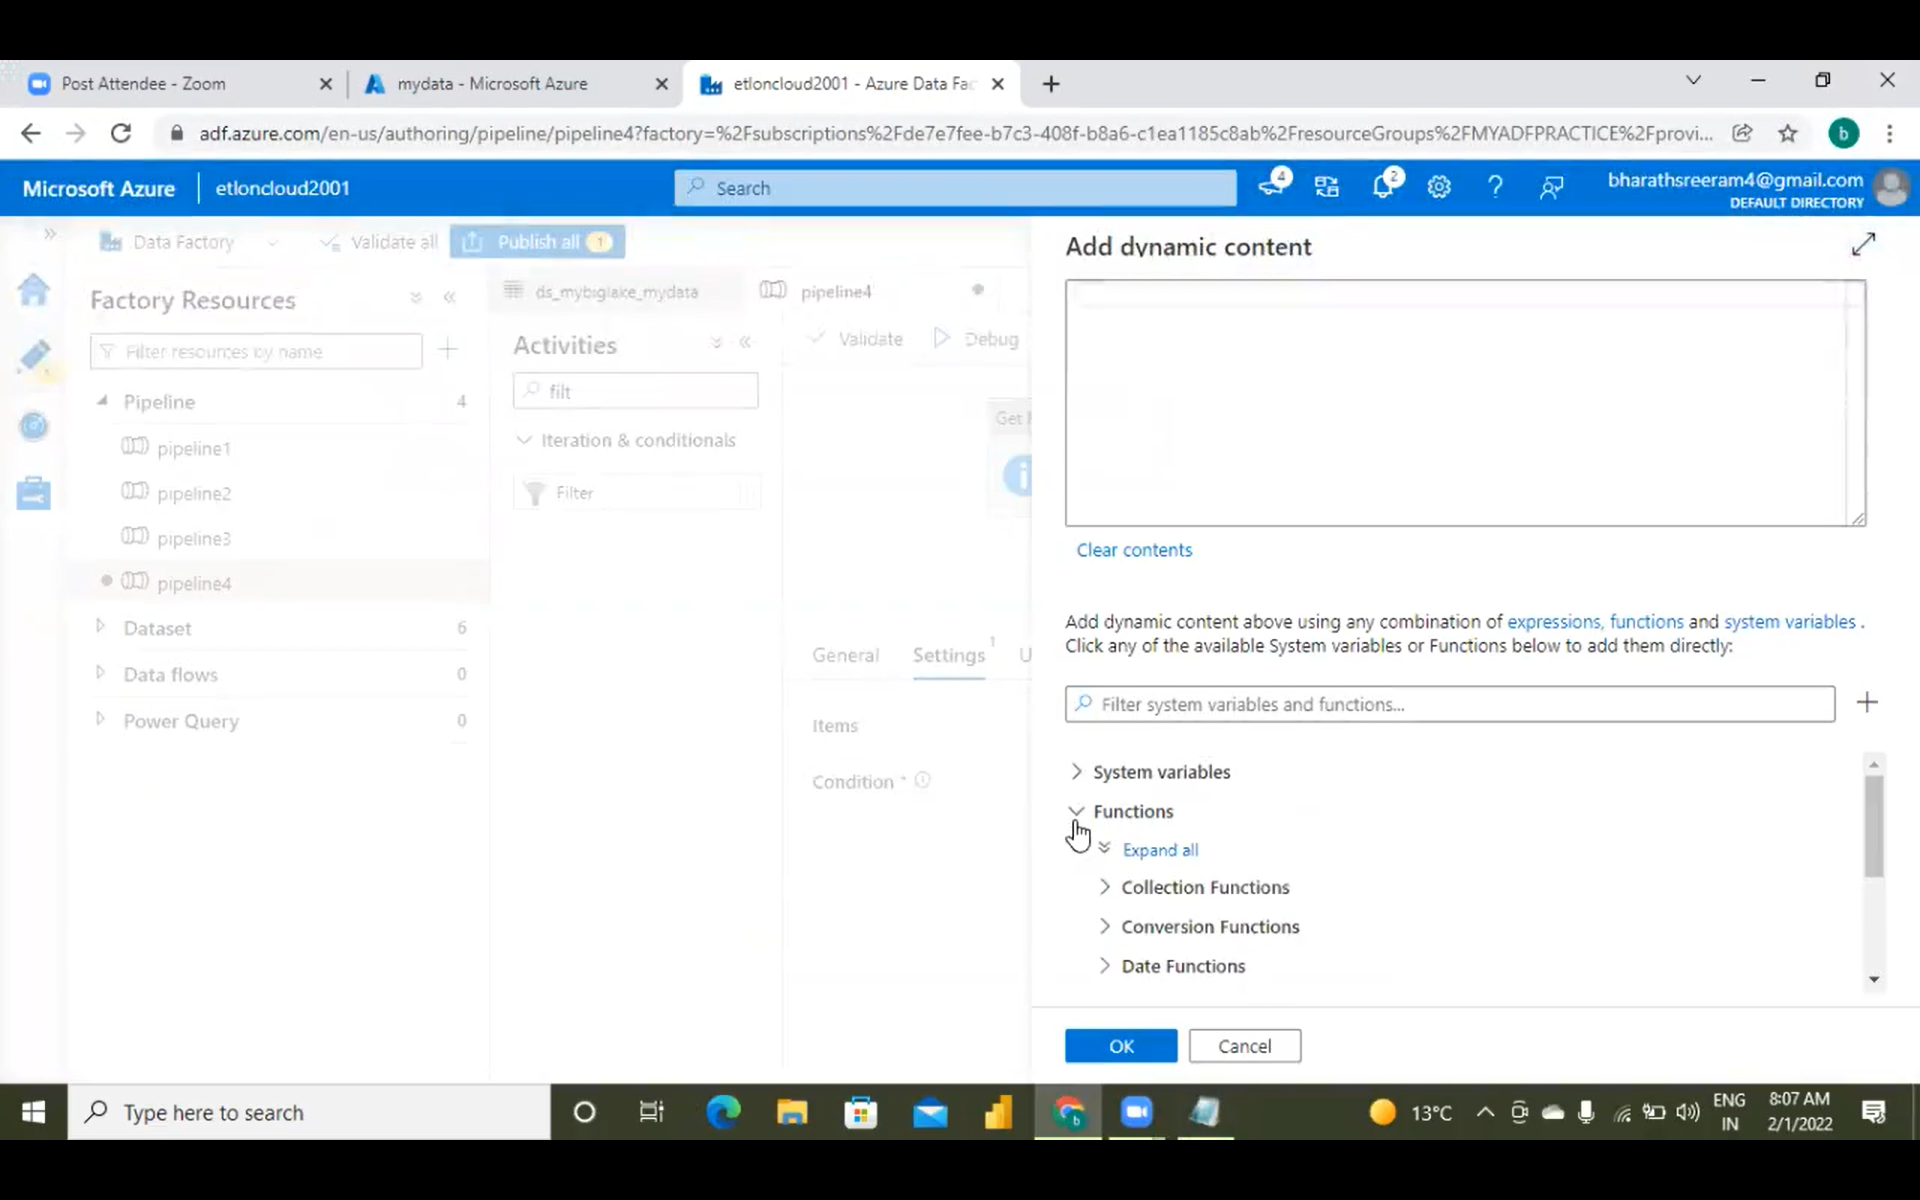 Post Attendee - Zoom
mydata - Microsoft Azure
etloncloud2001 - Azure Data Fac
adf.azure.com/en-us/authoring/pipeline/pipeline4?factory=%2Fsubscriptions%2Fde7e7fee-b7c3-408f-b8a6-c1ea1185c8ab%2FresourceGroups%2FMYADFPRACTICE%2Fprovi...
b
Microsoft Azure
etloncloud2001
Search
4
2
bharathsreeram4@gmail.com
DEFAULT DIRECTORY
Data Factory
Validate all
Publish all
1
Factory Resources
Filter resources by name
Pipeline
4
pipeline1
pipeline2
pipeline3
pipeline4
Dataset
6
Data flows
0
Power Query
0
ds_mybiglake_mydata
pipeline4
Activities
filt
Iteration & conditionals
Filter
Validate
Debug
Get
General
Settings
1
U
Items
Condition *
Add dynamic content
Clear contents
Add dynamic content above using any combination of expressions, functions and system variables .
Click any of the available System variables or Functions below to add them directly:
Filter system variables and functions...
System variables
Functions
Expand all
Collection Functions
Conversion Functions
Date Functions
OK
Cancel
Type here to search
b
13°C
ENG
IN
8:07 AM
2/1/2022